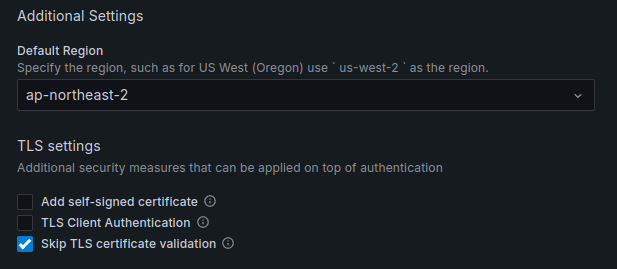 Additional Settings
Default Region
Specify the region, such as for US West (Oregon) use ` us-west-2 ` as the region.
ap-northeast-2
TLS settings
Additional security measures that can be applied on top of authentication
Add self-signed certificate
TLS Client Authentication
Skip TLS certificate validation